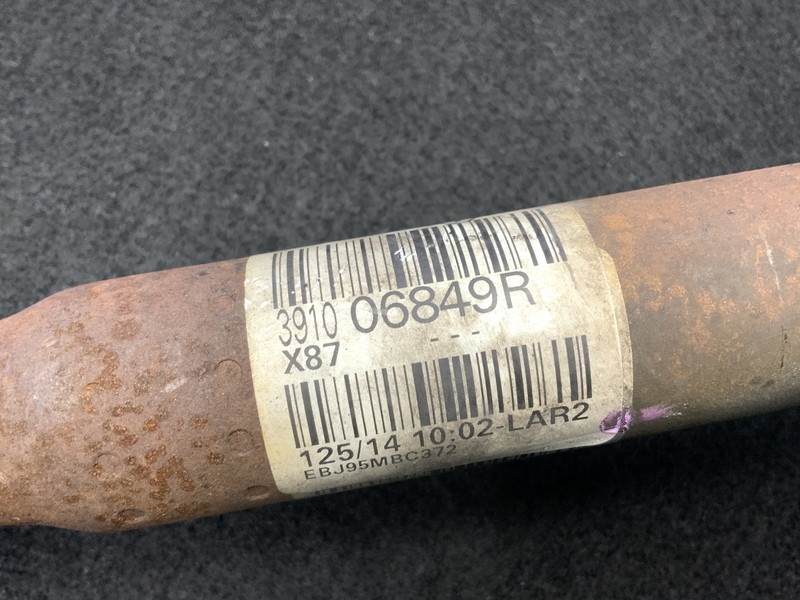 3910 06849R
X87 - - -
125/14 10:02-LAR2
EBJ95MBC372